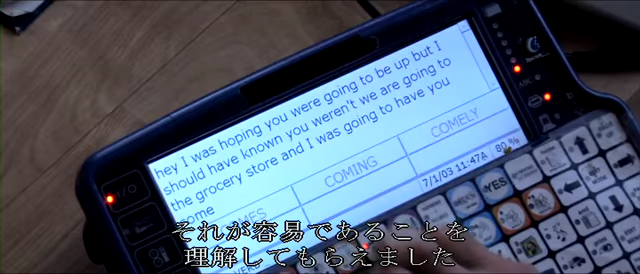 hey I was hoping you were going to be up but I
should have known you weren't we are going to
the grocery store and I was going to have you
come
COMING
COMELY
7/1/03 11:47A
80 %
I/O
YES
それが容易であることを
理解してもらえました